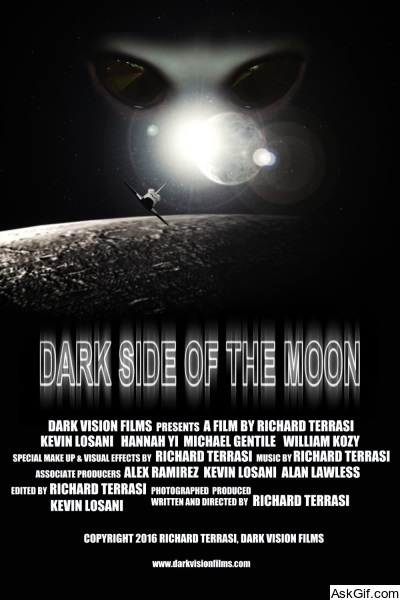 DARK SIDE OF THE MOON
DARK VISION FILMS PRESENTS A FILM BY RICHARD TERRASI
KEVIN LOSANI HANNAH YI MICHAEL GENTILE WILLIAM KOZY
SPECIAL MAKE UP & VISUAL EFFECTS BY RICHARD TERRASI MUSIC BY RICHARD TERRASI
ASSOCIATE PRODUCERS ALEX RAMIREZ KEVIN LOSANI ALAN LAWLESS
EDITED BY RICHARD TERRASI
KEVIN LOSANI
PHOTOGRAPHED PRODUCED
WRITTEN AND DIRECTED BY RICHARD TERRASI
COPYRIGHT 2016 RICHARD TERRASI, DARK VISION FILMS
www.darkvisionfilms.com
AskGif.com